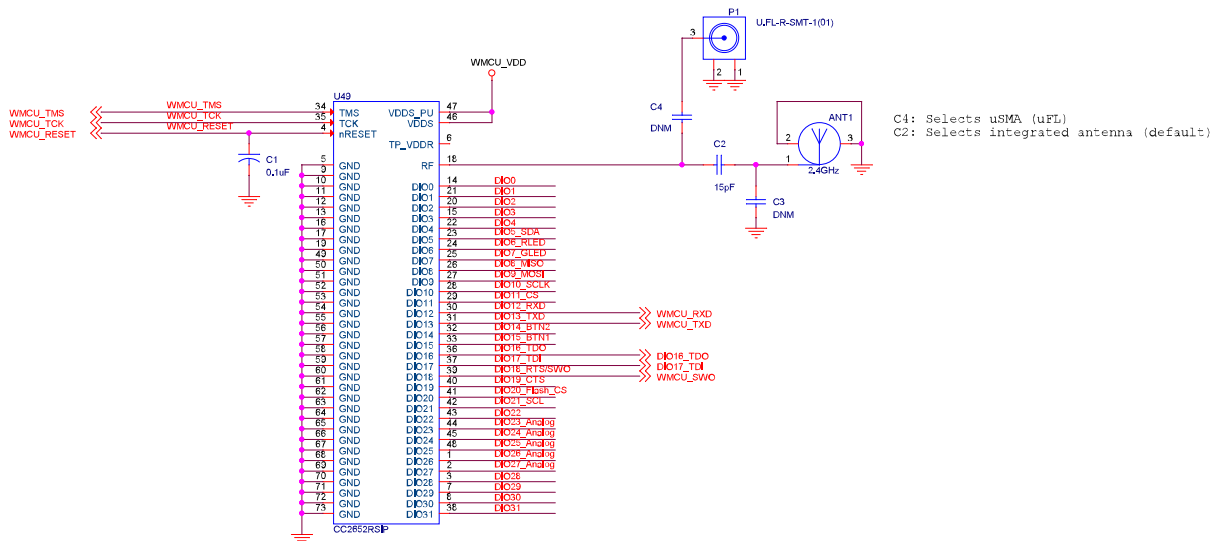 P1
U.FL-R-SMT-1(01)
3
2
1
WMCU_VDD
C4
DNM
ANT1
2
3
1
2.4GHz
C4: Selects uSMA (uFL)
C2: Selects integrated antenna (default)
C2
15pF
C3
DNM
WMCU_TMS
WMCU_TCK
WMCU_RESET
WMCU_TMS
WMCU_TCK
WMCU_RESET
C1
0.1uF
U49
34 TMS VDDS_PU 47
35 TCK VDDS 46
4 nRESET
TP_VDDR 6
5 GND RF 18
9 GND
10 GND DIO0 14 DIO0
11 GND DIO1 21 DIO1
12 GND DIO2 20 DIO2
13 GND DIO3 15 DIO3
16 GND DIO4 22 DIO4
17 GND DIO5 23 DIO5_SDA
19 GND DIO6 24 DIO6_RLED
49 GND DIO7 25 DIO7_GLED
50 GND DIO8 26 DIO8_MISO
51 GND DIO9 27 DIO9_MOSI
52 GND DIO10 28 DIO10_SCLK
53 GND DIO11 29 DIO11_CS
54 GND DIO12 30 DIO12_RXD WMCU_RXD
55 GND DIO13 31 DIO13_TXD WMCU_TXD
56 GND DIO14 32 DIO14_BTN2
57 GND DIO15 33 DIO15_BTN1
58 GND DIO16 36 DIO16_TDO DIO16_TDO
59 GND DIO17 37 DIO17_TDI DIO17_TDI
60 GND DIO18 39 DIO18_RTS/SWO WMCU_SWO
61 GND DIO19 40 DIO19_CTS
62 GND DIO20 41 DIO20_Flash_CS
63 GND DIO21 42 DIO21_SCL
64 GND DIO22 43 DIO22
65 GND DIO23 44 DIO23_Analog
66 GND DIO24 45 DIO24_Analog
67 GND DIO25 48 DIO25_Analog
68 GND DIO26 1 DIO26_Analog
69 GND DIO27 2 DIO27_Analog
70 GND DIO28 3 DIO28
71 GND DIO29 7 DIO29
72 GND DIO30 8 DIO30
73 GND DIO31 38 DIO31
CC2652RSIP